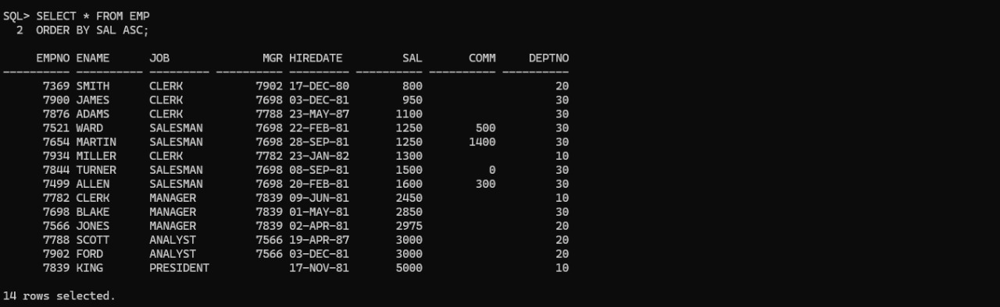 SQL> SELECT * FROM EMP
  2  ORDER BY SAL ASC;
     EMPNO ENAME      JOB              MGR HIREDATE         SAL       COMM     DEPTNO
---------- ---------- --------- ---------- --------- ---------- ---------- ----------
      7369 SMITH      CLERK           7902 17-DEC-80        800                    20
      7900 JAMES      CLERK           7698 03-DEC-81        950                    30
      7876 ADAMS      CLERK           7788 23-MAY-87       1100                    30
      7521 WARD       SALESMAN        7698 22-FEB-81       1250        500         30
      7654 MARTIN     SALESMAN        7698 28-SEP-81       1250       1400         30
      7934 MILLER     CLERK           7782 23-JAN-82       1300                    10
      7844 TURNER     SALESMAN        7698 08-SEP-81       1500          0         30
      7499 ALLEN      SALESMAN        7698 20-FEB-81       1600        300         30
      7782 CLERK      MANAGER         7839 09-JUN-81       2450                    10
      7698 BLAKE      MANAGER         7839 01-MAY-81       2850                    30
      7566 JONES      MANAGER         7839 02-APR-81       2975                    20
      7788 SCOTT      ANALYST         7566 19-APR-87       3000                    20
      7902 FORD       ANALYST         7566 03-DEC-81       3000                    20
      7839 KING       PRESIDENT            17-NOV-81       5000                    10
14 rows selected.